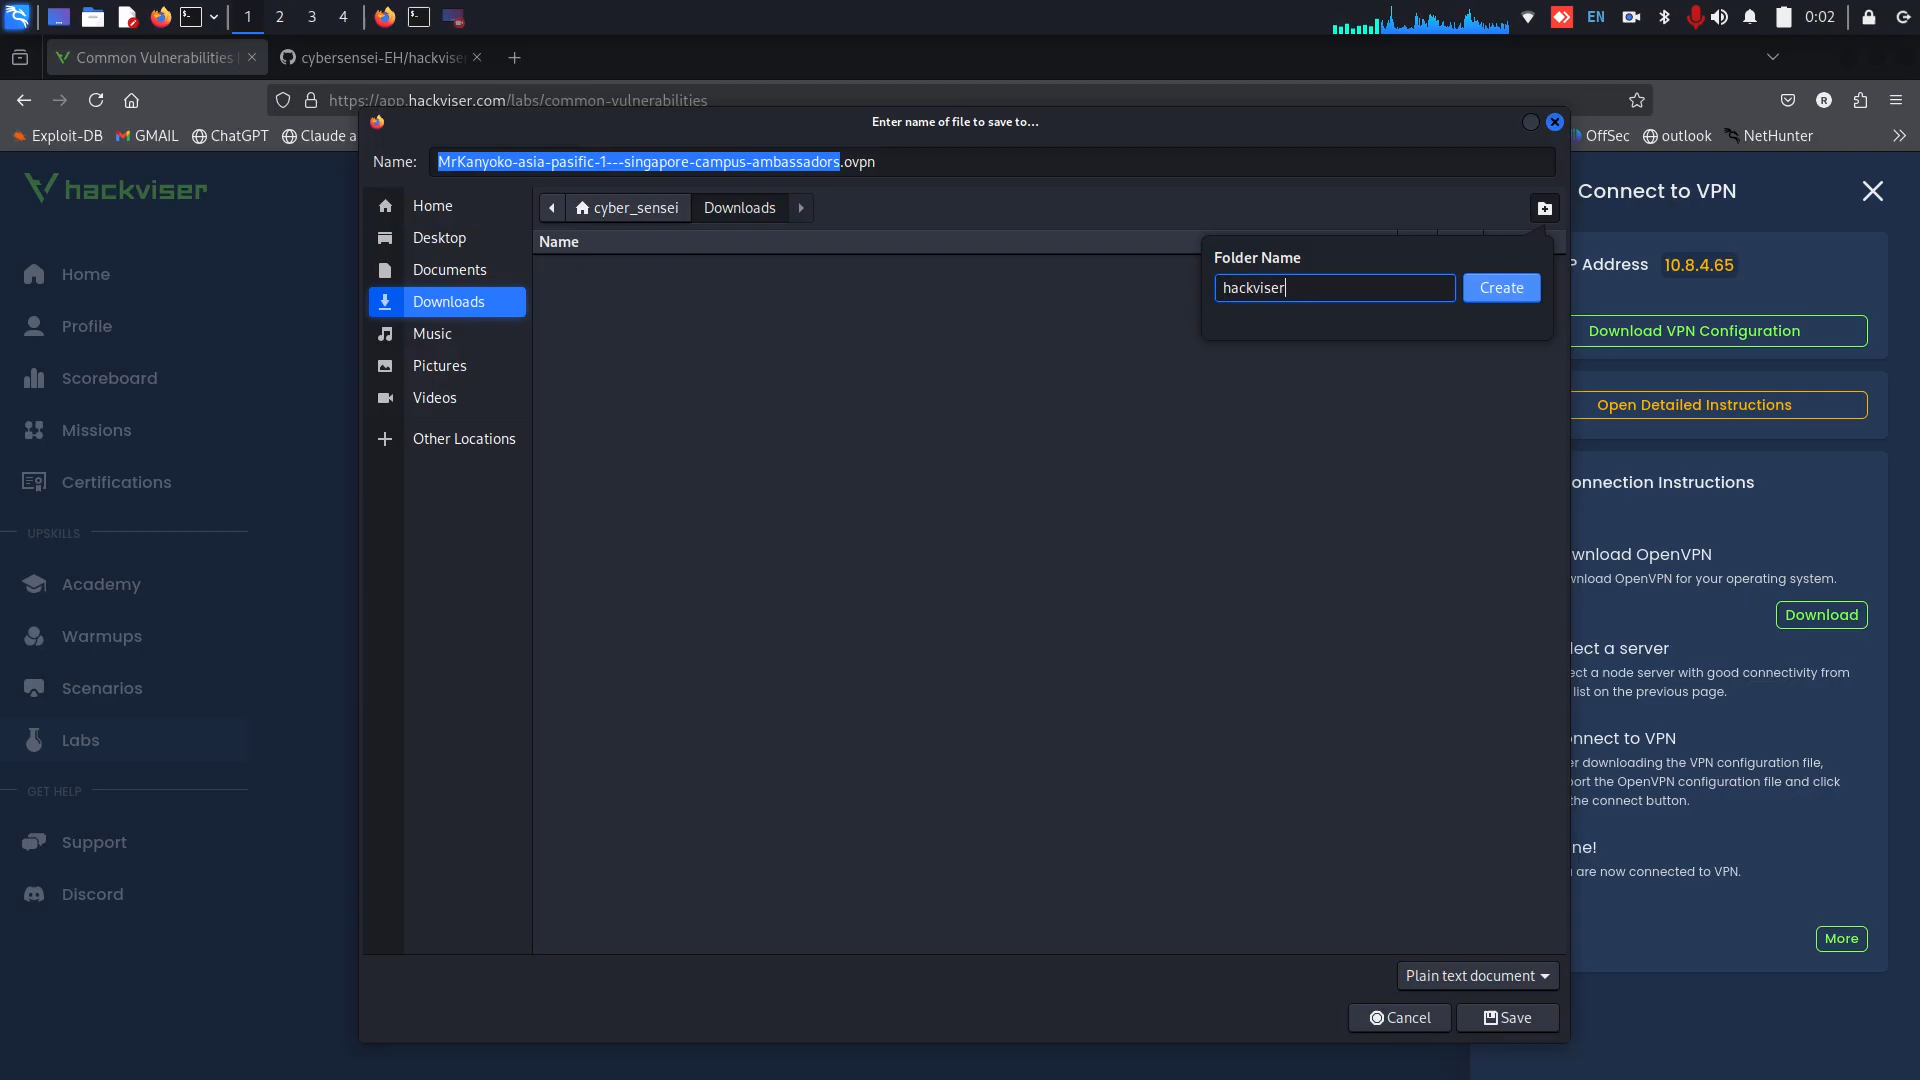 1 2 3 4 EN 0:02
Common Vulnerabilities
cybersensei-EH/hackvise
https://app.hackviser.com/labs/common-vulnerabilities
Exploit-DB GMAIL ChatGPT Claude a OffSec outlook NetHunter
Enter name of file to save to...
Name: MrKanyoko-asia-pasific-1---singapore-campus-ambassadors.ovpn
hackviser
Home
Profile
Scoreboard
Missions
Certifications
UPSKILLS
Academy
Warmups
Scenarios
Labs
GET HELP
Support
Discord
Home
Desktop
Documents
Downloads
Music
Pictures
Videos
Other Locations
cyber_sensei Downloads
Name
Folder Name
hackviser Create
Plain text document
Cancel Save
Connect to VPN
P Address 10.8.4.65
Download VPN Configuration
Open Detailed Instructions
onnection Instructions
wnload OpenVPN
wnload OpenVPN for your operating system.
Download
lect a server
ect a node server with good connectivity from
list on the previous page.
nnect to VPN
er downloading the VPN configuration file,
port the OpenVPN configuration file and click
the connect button.
ne!
are now connected to VPN.
More